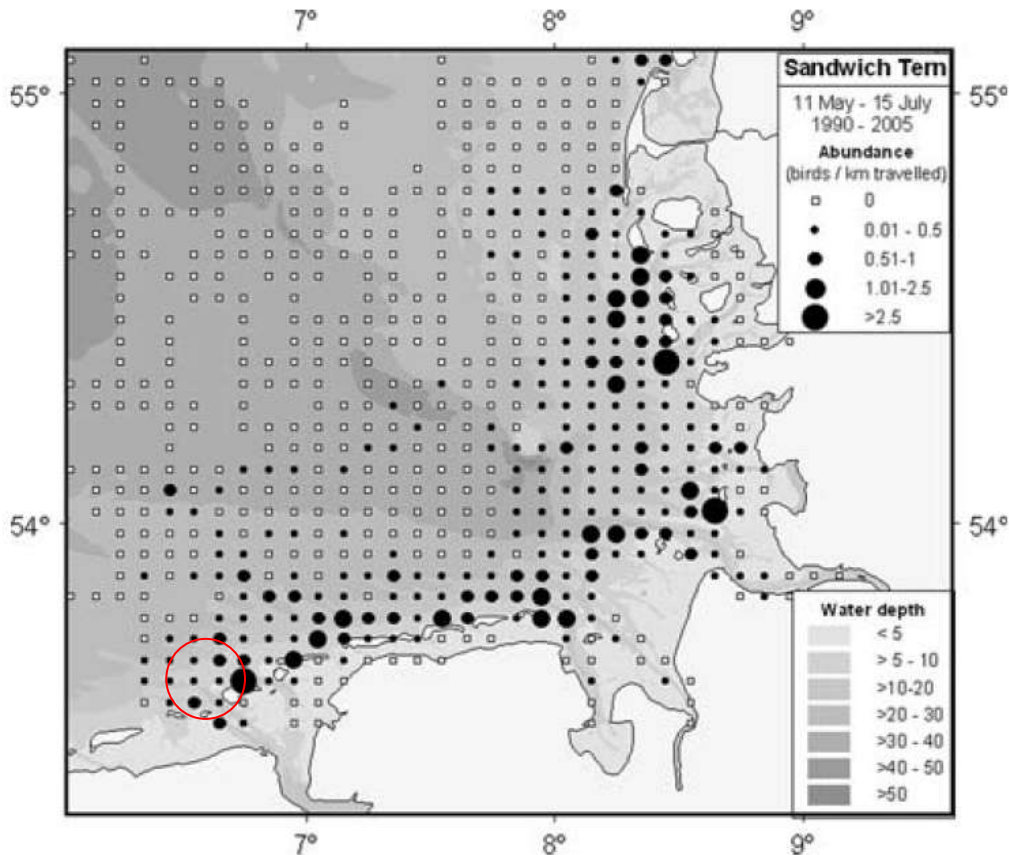 7°
8°
9°
55°
55°
Sandwich Tern
11 May - 15 July
1990 - 2005
Abundance
(birds / km travelled)
0
0.01 - 0.5
0.51-1
1.01-2.5
>2.5
54°
54°
Water depth
< 5
> 5 - 10
>10-20
>20 - 30
>30 - 40
>40 - 50
>50
7°
8°
9°